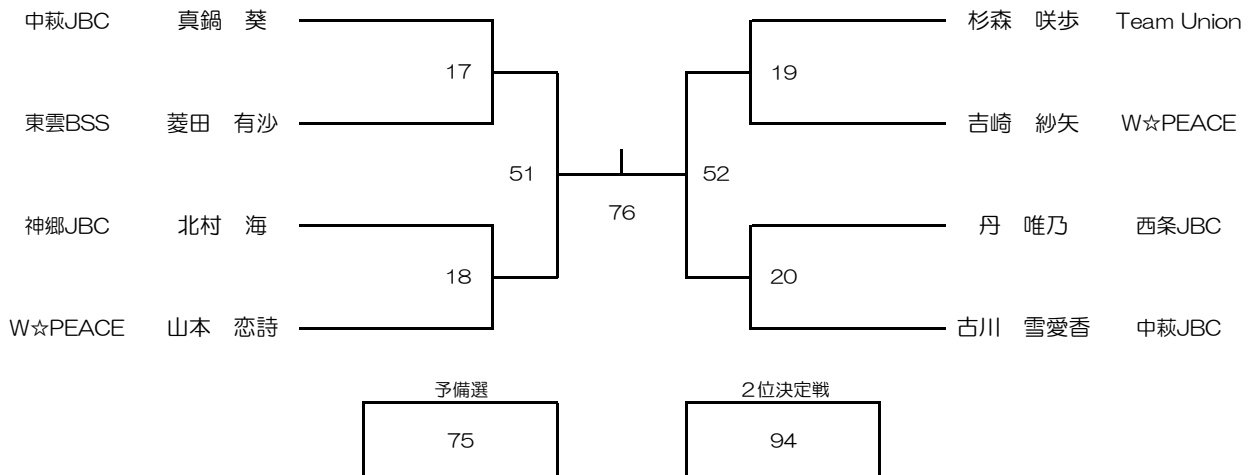 中萩JBC 真鍋 葵 杉森 咲歩 Team Union
17 19
東雲BSS 菱田 有沙 吉崎 紗矢 W☆PEACE
51 52
76
神郷JBC 北村 海 丹 唯乃 西条JBC
18 20
W☆PEACE 山本 恋詩 古川 雪愛香 中萩JBC
予備選 2位決定戦
75 94